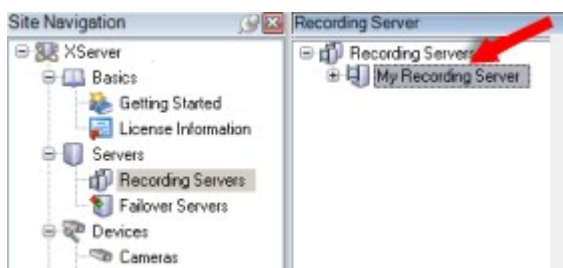 Site Navigation
XServer
Basics
Getting Started
License Information
Servers
Recording Servers
Failover Servers
Devices
Cameras
Recording Server
Recording Servers
My Recording Server